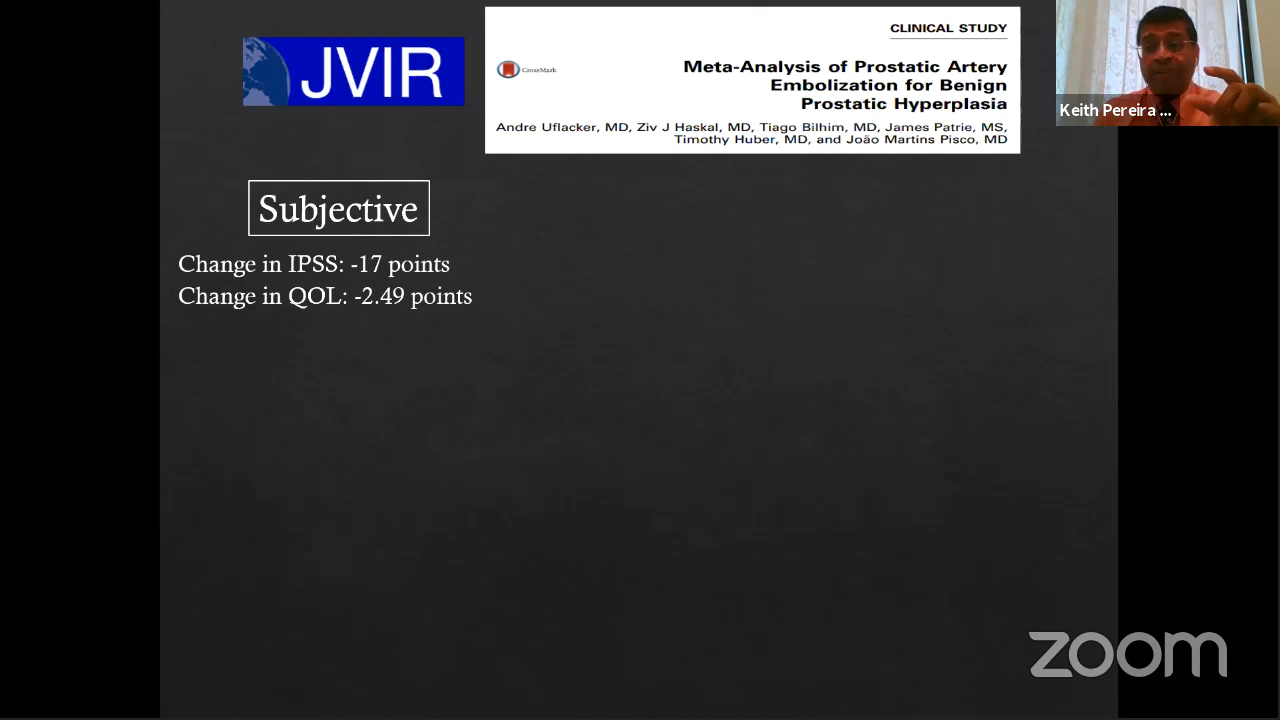 JVIR
CLINICAL STUDY
CrossMark
Meta-Analysis of Prostatic Artery
Embolization for Benign
Prostatic Hyperplasia
Andre Uflacker, MD, Ziv J Haskal, MD, Tiago Bilhim, MD, James Patrie, MS,
Timothy Huber, MD, and João Martins Pisco, MD
Keith Pereira ...
Subjective
Change in IPSS: -17 points
Change in QOL: -2.49 points
zoom